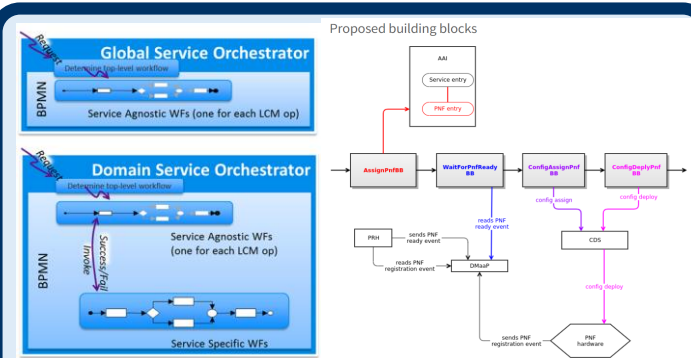 Request
Global Service Orchestrator
Determine top-level workflow
BPMN
Service Agnostic WFs (one for each LCM op)
Request
Domain Service Orchestrator
Determine top-level workflow
BPMN
Service Agnostic WFs
(one for each LCM op)
Success/Fail
Invoke
Service Specific WFs
Proposed building blocks
AAI
Service entry
PNF entry
AssignPnfBB
WaitForPnfReady
BB
ConfigAssignPnf
BB
ConfigDeplyPnf
BB
config assign
config deploy
reads PNF
ready event
PRH
sends PNF
ready event
CDS
reads PNF
registration event
DMaaP
config deploy
sends PNF
registration event
PNF
hardware